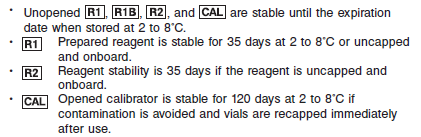 • Unopened R1, R1B, R2, and CAL are stable until the expiration
date when stored at 2 to 8°C.
• R1 Prepared reagent is stable for 35 days at 2 to 8°C or uncapped
and onboard.
• R2 Reagent stability is 35 days if the reagent is uncapped and
onboard.
• CAL Opened calibrator is stable for 120 days at 2 to 8°C if
contamination is avoided and vials are recapped immediately
after use.